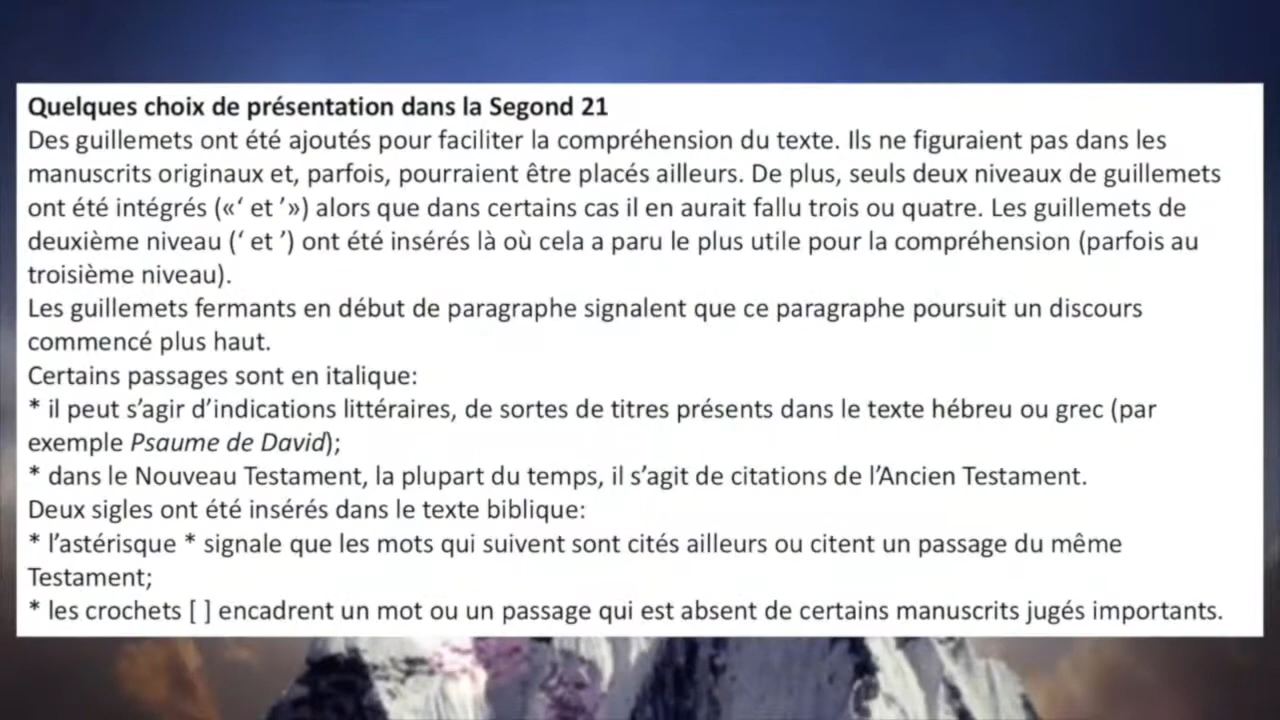 Quelques choix de présentation dans la Segond 21
Des guillemets ont été ajoutés pour faciliter la compréhension du texte. Ils ne figuraient pas dans les
manuscrits originaux et, parfois, pourraient être placés ailleurs. De plus, seuls deux niveaux de guillemets
ont été intégrés («‘ et ’») alors que dans certains cas il en aurait fallu trois ou quatre. Les guillemets de
deuxième niveau (‘ et ’) ont été insérés là où cela a paru le plus utile pour la compréhension (parfois au
troisième niveau).
Les guillemets fermants en début de paragraphe signalent que ce paragraphe poursuit un discours
commencé plus haut.
Certains passages sont en italique:
* il peut s’agir d’indications littéraires, de sortes de titres présents dans le texte hébreu ou grec (par
exemple Psaume de David);
* dans le Nouveau Testament, la plupart du temps, il s’agit de citations de l’Ancien Testament.
Deux sigles ont été insérés dans le texte biblique:
* l’astérisque * signale que les mots qui suivent sont cités ailleurs ou citent un passage du même
Testament;
* les crochets [ ] encadrent un mot ou un passage qui est absent de certains manuscrits jugés importants.